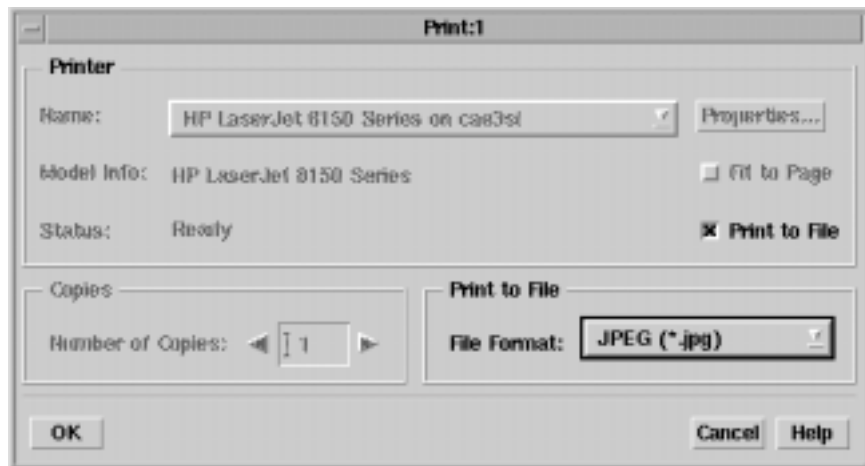 Print:1
Printer
Name: HP LaserJet 8150 Series on cae3sf Properties...
Model Info: HP LaserJet 8150 Series Fit to Page
Status: Ready Print to File
Copies Print to File
Number of Copies: 1 File Format: JPEG (*.jpg)
OK Cancel Help